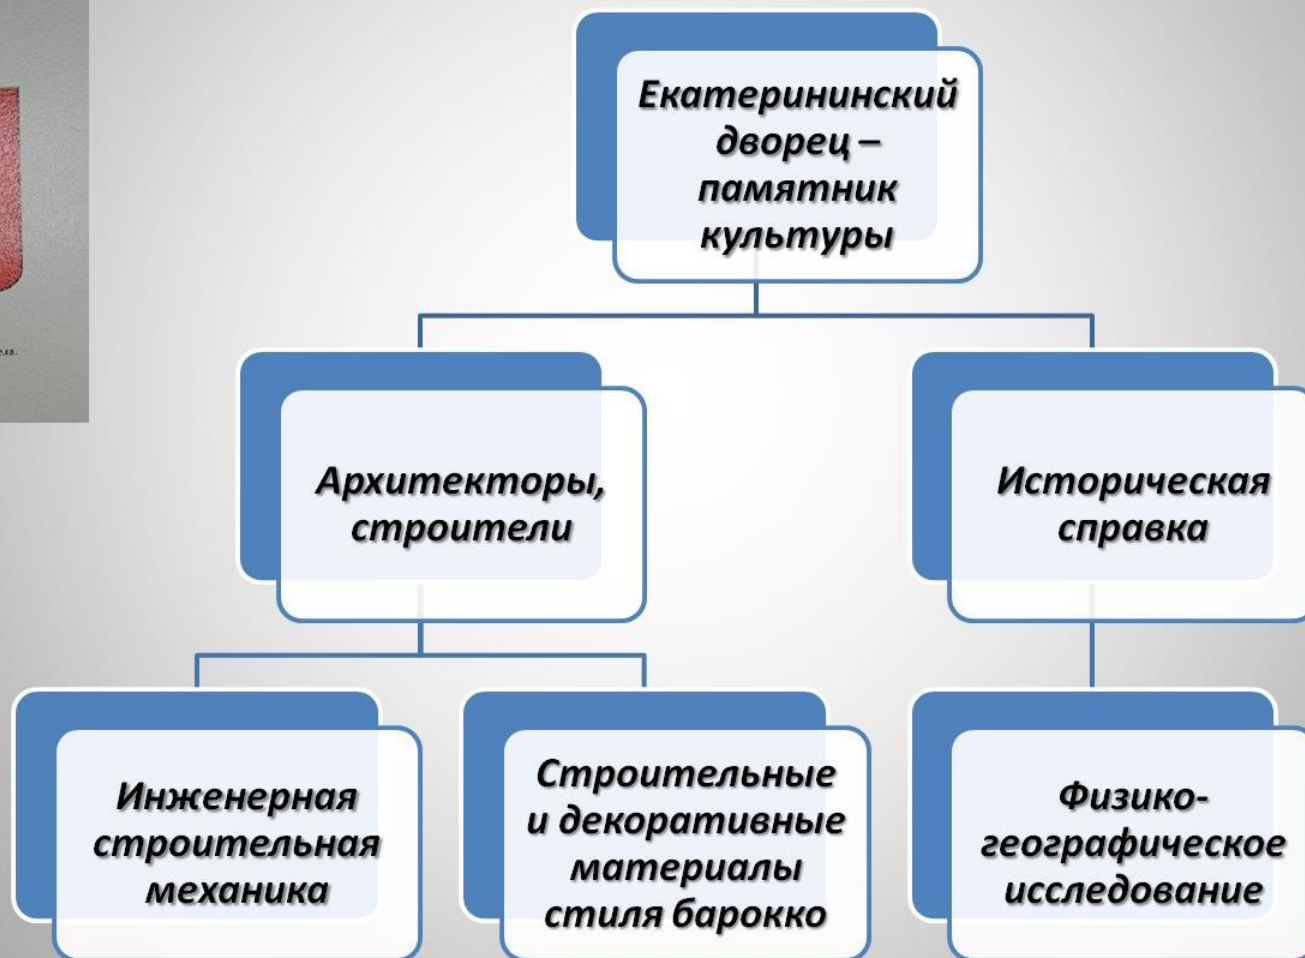 Екатерининский
дворец –
памятник
культуры
Архитекторы,
строители
Историческая
справка
Инженерная
строительная
механика
Строительные
и декоративные
материалы
стиля барокко
Физико-
географическое
исследование